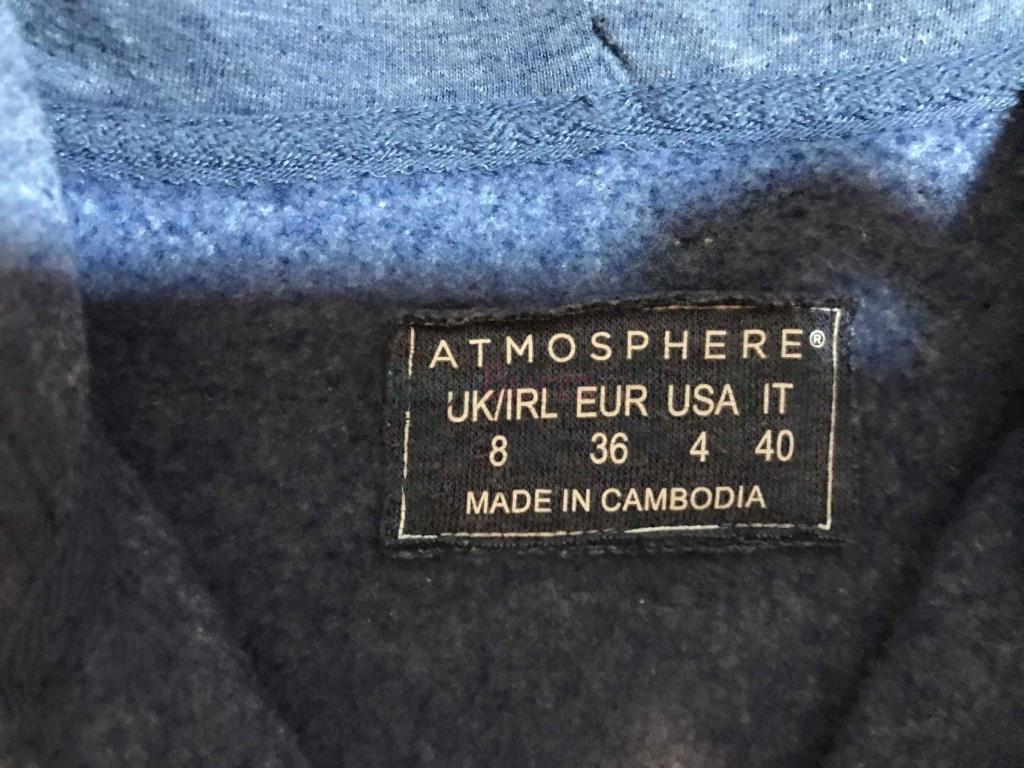 ATMOSPHERE®
UK/IRL EUR USA IT
8 36 4 40
MADE IN CAMBODIA